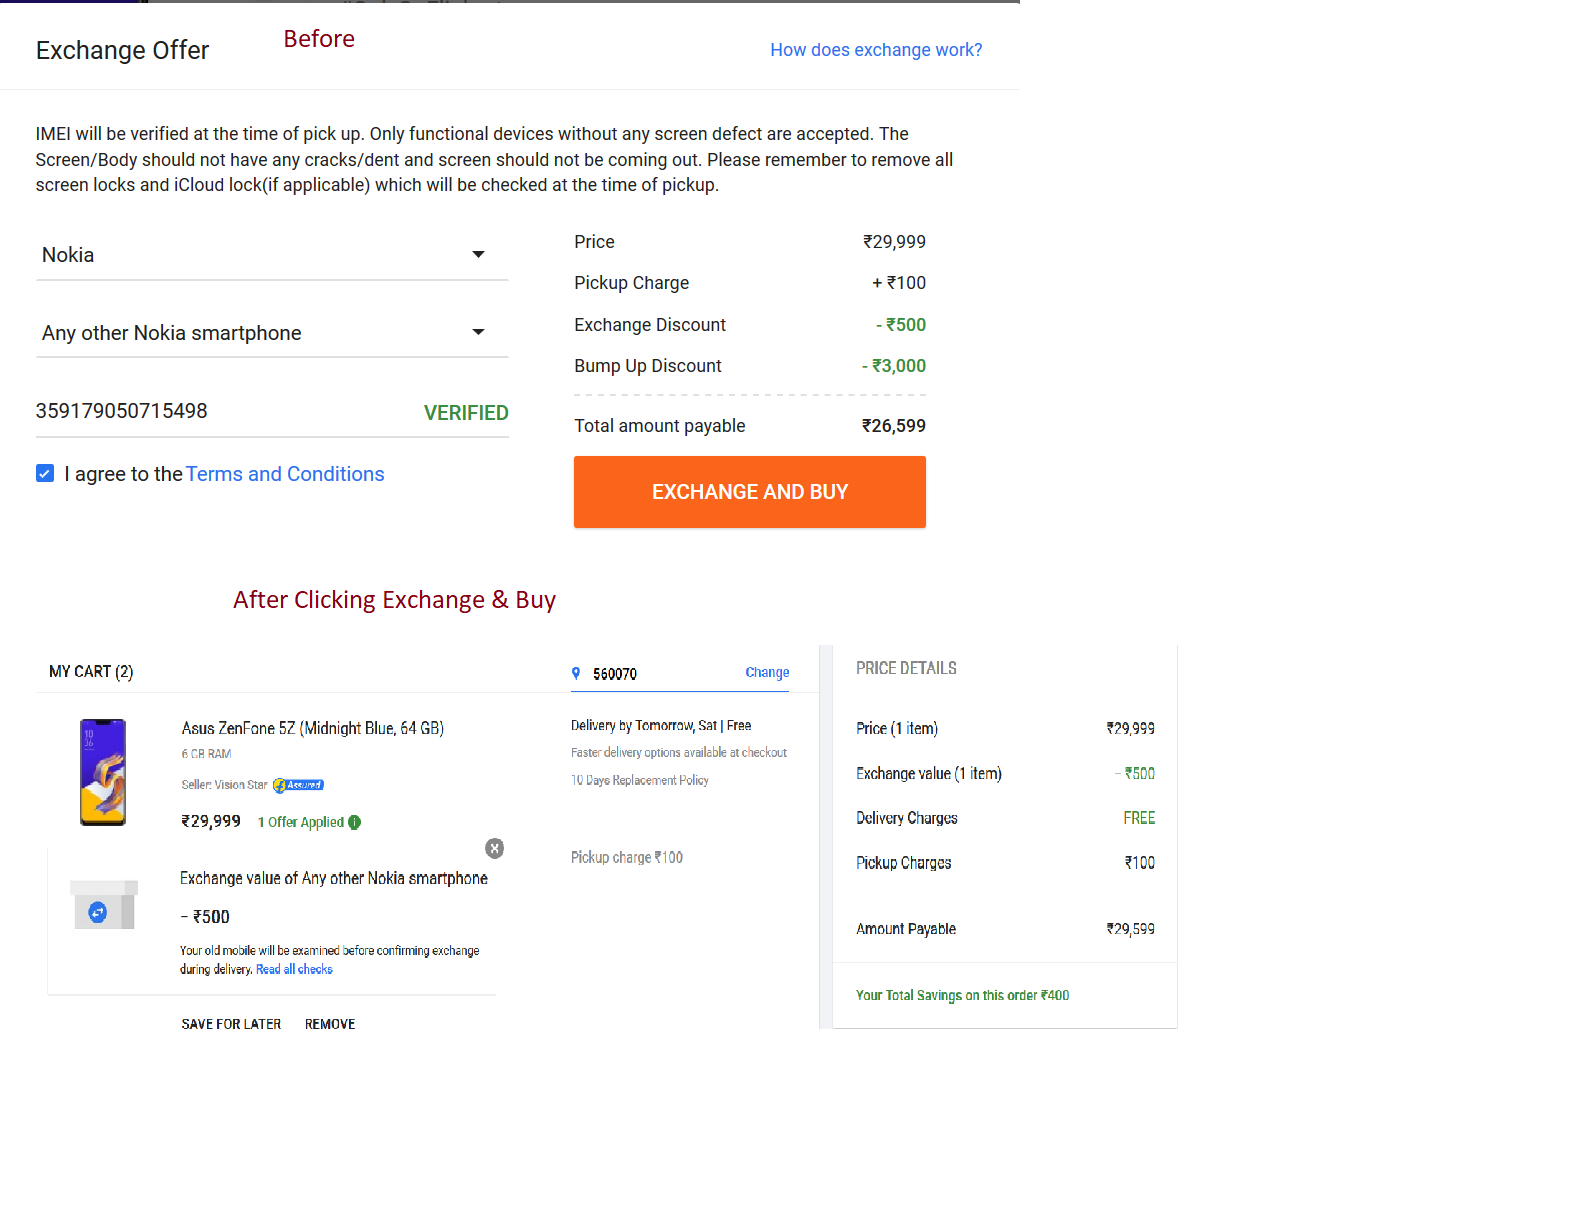 Before
Exchange Offer
How does exchange work?
IMEI will be verified at the time of pick up. Only functional devices without any screen defect are accepted. The
Screen/Body should not have any cracks/dent and screen should not be coming out. Please remember to remove all
screen locks and iCloud lock(if applicable) which will be checked at the time of pickup.
Nokia
Any other Nokia smartphone
359179050715498 VERIFIED
I agree to the Terms and Conditions
Price ₹29,999
Pickup Charge + ₹100
Exchange Discount - ₹500
Bump Up Discount - ₹3,000
Total amount payable ₹26,599
EXCHANGE AND BUY
After Clicking Exchange & Buy
MY CART (2)
560070 Change
Asus ZenFone 5Z (Midnight Blue, 64 GB)
6 GB RAM
Seller: Vision Star Assured
₹29,999 1 Offer Applied
Delivery by Tomorrow, Sat | Free
Faster delivery options available at checkout
10 Days Replacement Policy
Exchange value of Any other Nokia smartphone
− ₹500
Your old mobile will be examined before confirming exchange
during delivery. Read all checks
Pickup charge ₹100
SAVE FOR LATER REMOVE
PRICE DETAILS
Price (1 item) ₹29,999
Exchange value (1 item) − ₹500
Delivery Charges FREE
Pickup Charges ₹100
Amount Payable ₹29,599
Your Total Savings on this order ₹400